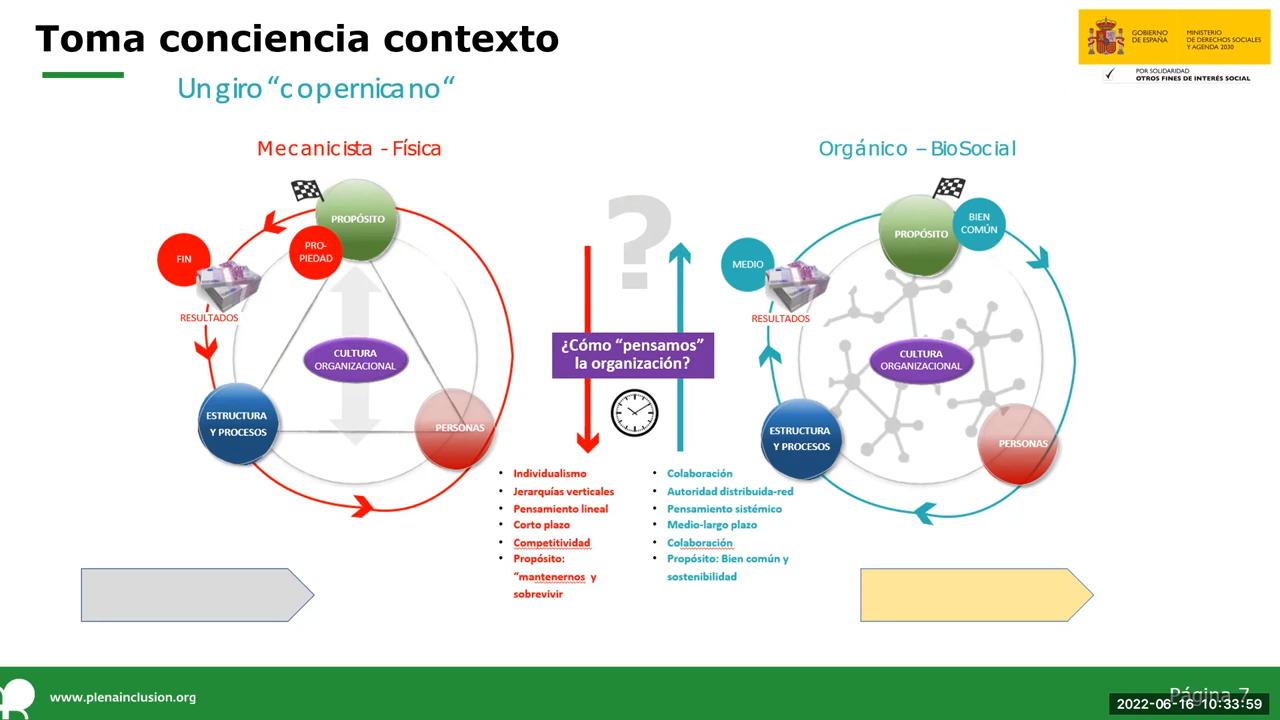 Toma conciencia contexto
Un giro “copernicano“
GOBIERNO
DE ESPAÑA
MINISTERIO
DE DERECHOS SOCIALES
Y AGENDA 2030
POR SOLIDARIDAD
OTROS FINES DE INTERÉS SOCIAL
Mecanicista - Física
PROPÓSITO
PRO-
PIEDAD
FIN
RESULTADOS
CULTURA
ORGANIZACIONAL
ESTRUCTURA
Y PROCESOS
PERSONAS
?
¿Cómo “pensamos”
la organización?
• Individualismo
• Jerarquías verticales
• Pensamiento lineal
• Corto plazo
• Competitividad
• Propósito:
“mantenernos y
sobrevivir
• Colaboración
• Autoridad distribuida-red
• Pensamiento sistémico
• Medio-largo plazo
• Colaboración
• Propósito: Bien común y
sostenibilidad
Orgánico – BioSocial
PROPÓSITO
BIEN
COMÚN
MEDIO
RESULTADOS
CULTURA
ORGANIZACIONAL
ESTRUCTURA
Y PROCESOS
PERSONAS
www.plenainclusion.org
Página 7
2022-06-16 10:33:59